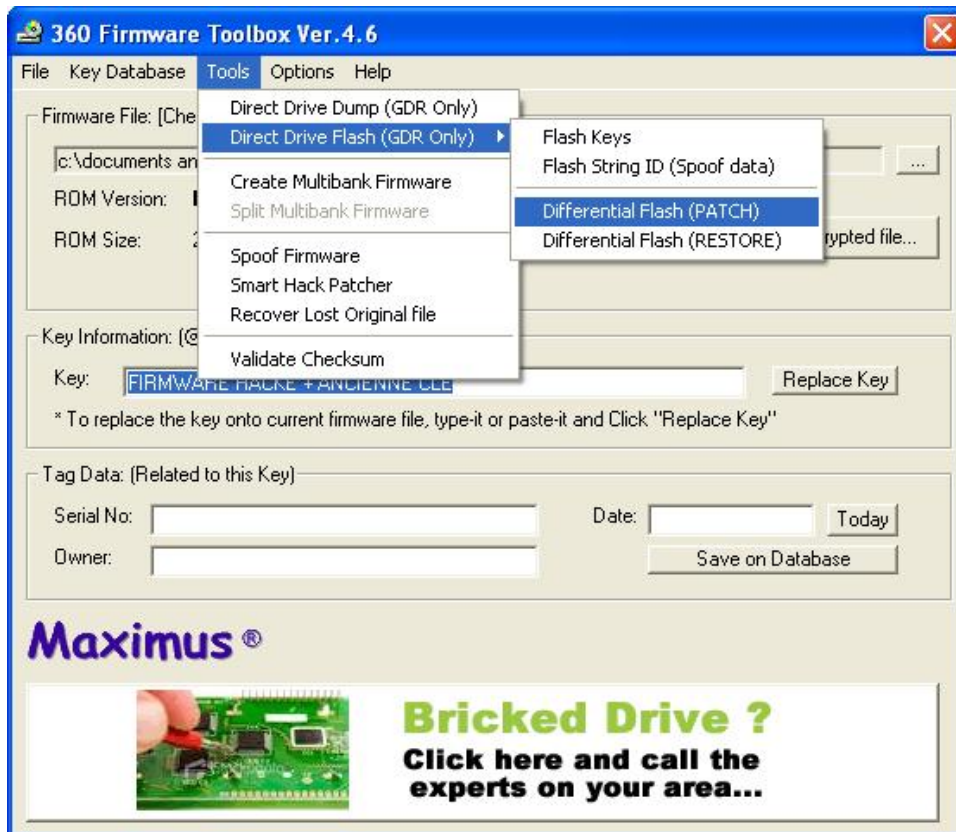 360 Firmware Toolbox Ver.4.6
File Key Database Tools Options Help
Direct Drive Dump (GDR Only)
Direct Drive Flash (GDR Only)
Create Multibank Firmware
Split Multibank Firmware
Spoof Firmware
Smart Hack Patcher
Recover Lost Original file
Validate Checksum
Flash Keys
Flash String ID (Spoof data)
Differential Flash (PATCH)
Differential Flash (RESTORE)
Firmware File: [Che
c:\documents an
...
ROM Version:
ROM Size:
rypted file...
Key Information: (@
Key: FIRMWARE HACKE + ANCIENNE CLE Replace Key
* To replace the key onto current firmware file, type-it or paste-it and Click "Replace Key"
Tag Data: (Related to this Key)
Serial No: Date: Today
Owner: Save on Database
Maximus ®
Bricked Drive ?
Click here and call the
experts on your area...